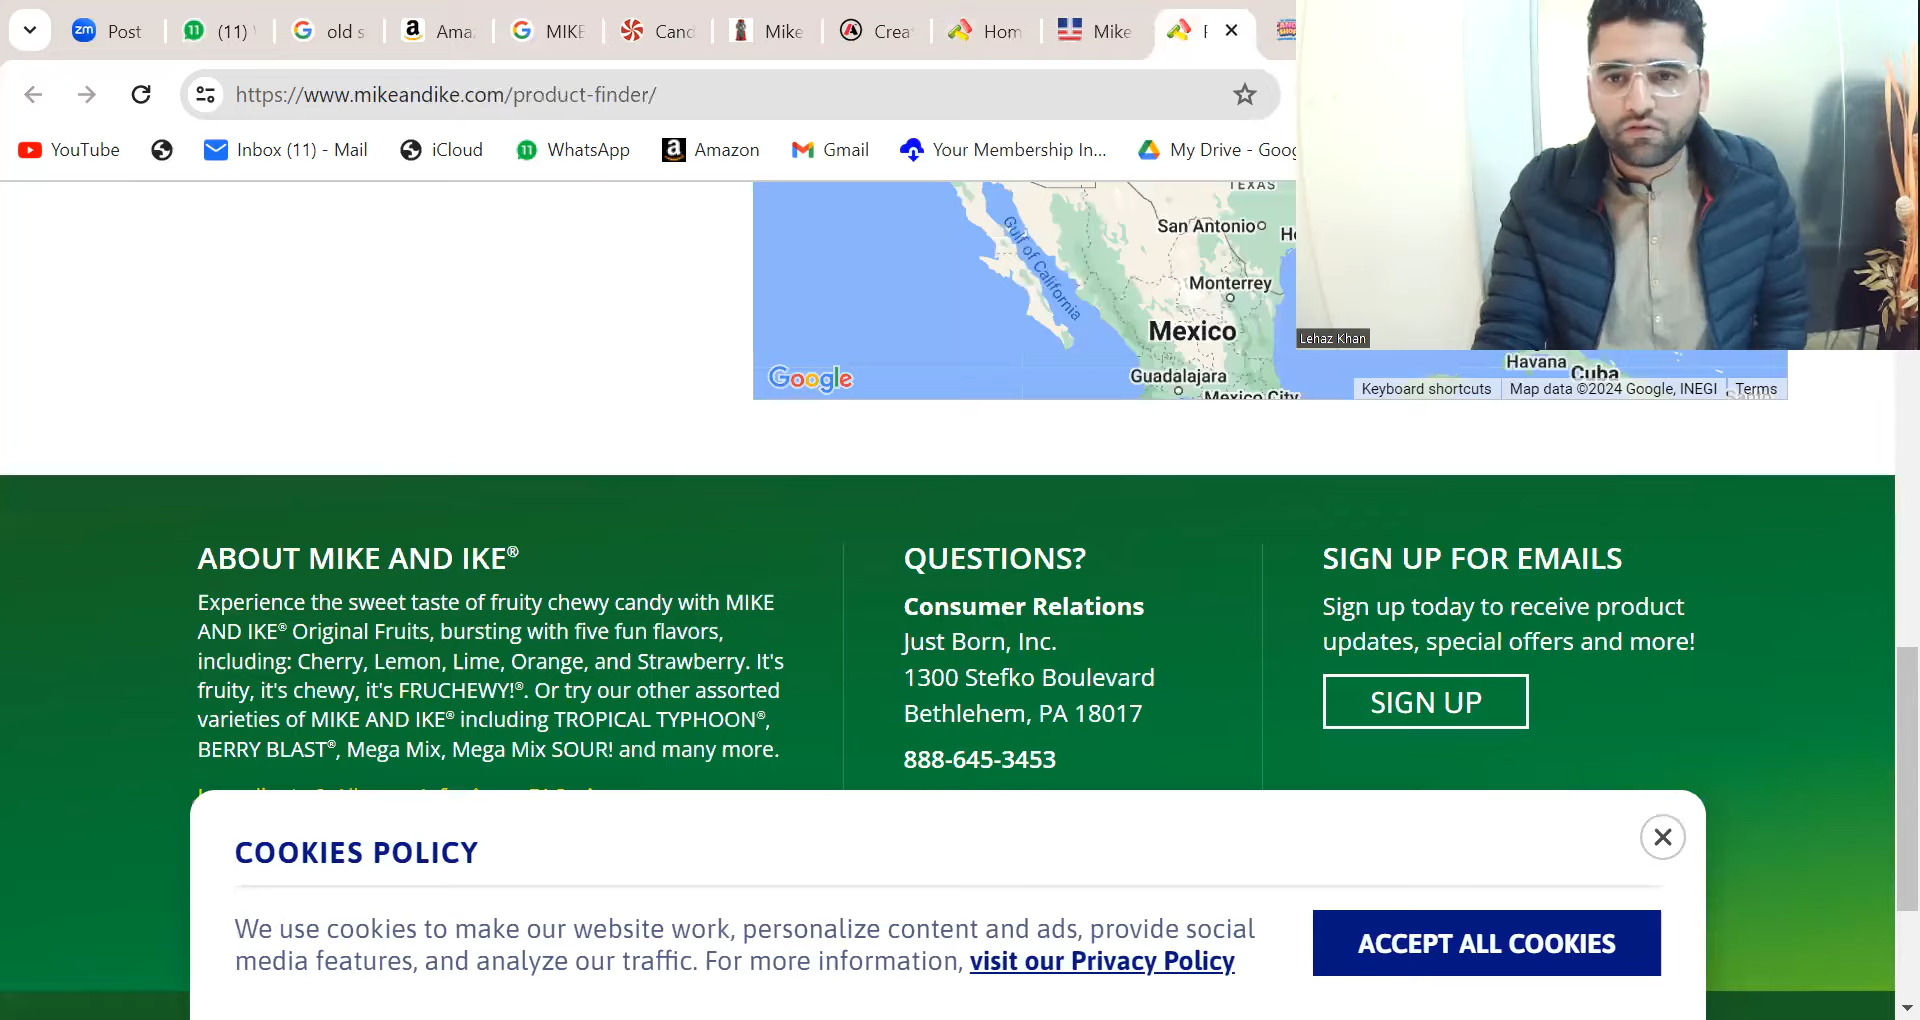 zm Post
11 (11)
old s
Ama
MIKE
Cand
Mike
Crea
Hom
Mike
https://www.mikeandike.com/product-finder/
YouTube
Inbox (11) - Mail
iCloud
11 WhatsApp
Amazon
Gmail
Your Membership In...
My Drive - Goog
TEXAS
San Antonio
Gulf of California
Monterrey
Mexico
Guadalajara
Mexico City
Havana
Cuba
Google
Keyboard shortcuts
Map data ©2024 Google, INEGI
Terms
Lehaz Khan
ABOUT MIKE AND IKE®
Experience the sweet taste of fruity chewy candy with MIKE
AND IKE® Original Fruits, bursting with five fun flavors,
including: Cherry, Lemon, Lime, Orange, and Strawberry. It's
fruity, it's chewy, it's FRUCHEWY!®. Or try our other assorted
varieties of MIKE AND IKE® including TROPICAL TYPHOON®,
BERRY BLAST®, Mega Mix, Mega Mix SOUR! and many more.
QUESTIONS?
Consumer Relations
Just Born, Inc.
1300 Stefko Boulevard
Bethlehem, PA 18017
888-645-3453
SIGN UP FOR EMAILS
Sign up today to receive product
updates, special offers and more!
SIGN UP
COOKIES POLICY
We use cookies to make our website work, personalize content and ads, provide social
media features, and analyze our traffic. For more information, visit our Privacy Policy
ACCEPT ALL COOKIES